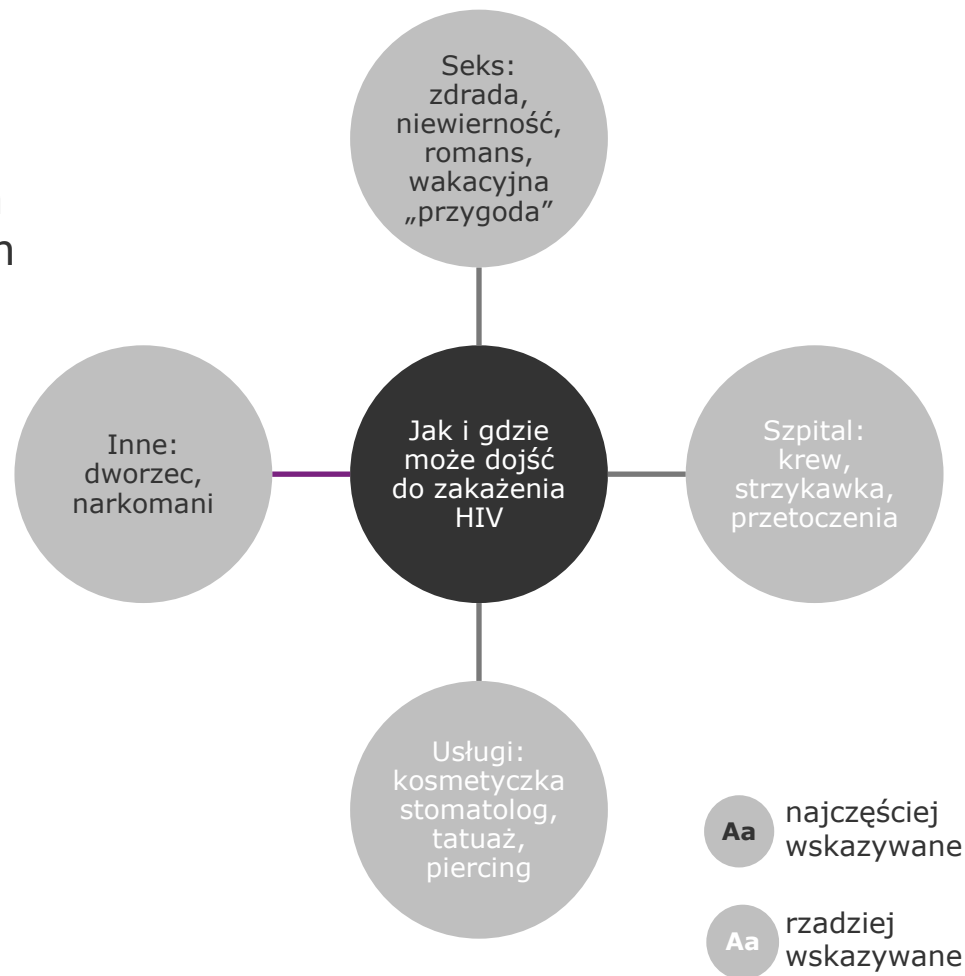 Seks:
zdrada,
niewierność,
romans,
wakacyjna
„przygoda”
Inne:
dworzec,
narkomani
Jak i gdzie
może dojść
do zakażenia
HIV
Szpital:
krew,
strzykawka,
przetoczenia
Usługi:
kosmetyczka
stomatolog,
tatuaż,
piercing
Aa
najczęściej
wskazywane
Aa
rzadziej
wskazywane